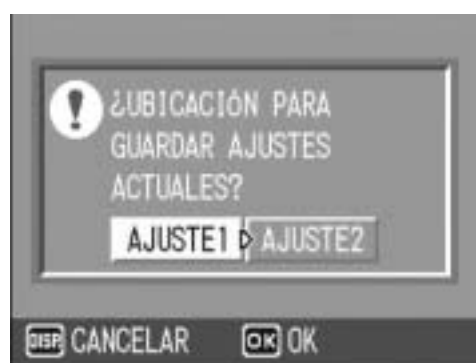 ¿UBICACIÓN PARA
GUARDAR AJUSTES
ACTUALES?
AJUSTE1 AJUSTE2
DISP. CANCELAR OK OK